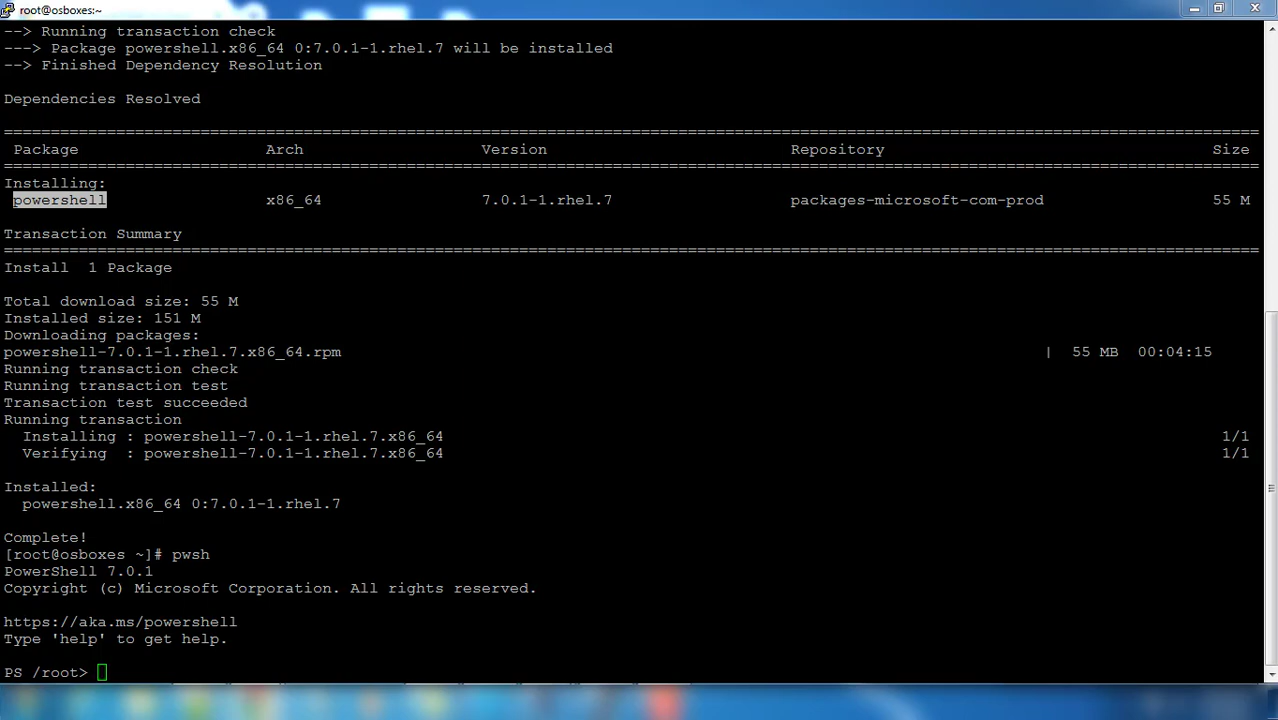 root@osboxes:~
--> Running transaction check
---> Package powershell.x86_64 0:7.0.1-1.rhel.7 will be installed
--> Finished Dependency Resolution
Dependencies Resolved
================================================================================
Package Arch Version Repository Size
================================================================================
Installing:
powershell x86_64 7.0.1-1.rhel.7 packages-microsoft-com-prod 55 M
Transaction Summary
================================================================================
Install 1 Package
Total download size: 55 M
Installed size: 151 M
Downloading packages:
powershell-7.0.1-1.rhel.7.x86_64.rpm | 55 MB 00:04:15
Running transaction check
Running transaction test
Transaction test succeeded
Running transaction
Installing : powershell-7.0.1-1.rhel.7.x86_64 1/1
Verifying : powershell-7.0.1-1.rhel.7.x86_64 1/1
Installed:
powershell.x86_64 0:7.0.1-1.rhel.7
Complete!
[root@osboxes ~]# pwsh
PowerShell 7.0.1
Copyright (c) Microsoft Corporation. All rights reserved.
https://aka.ms/powershell
Type 'help' to get help.
PS /root>